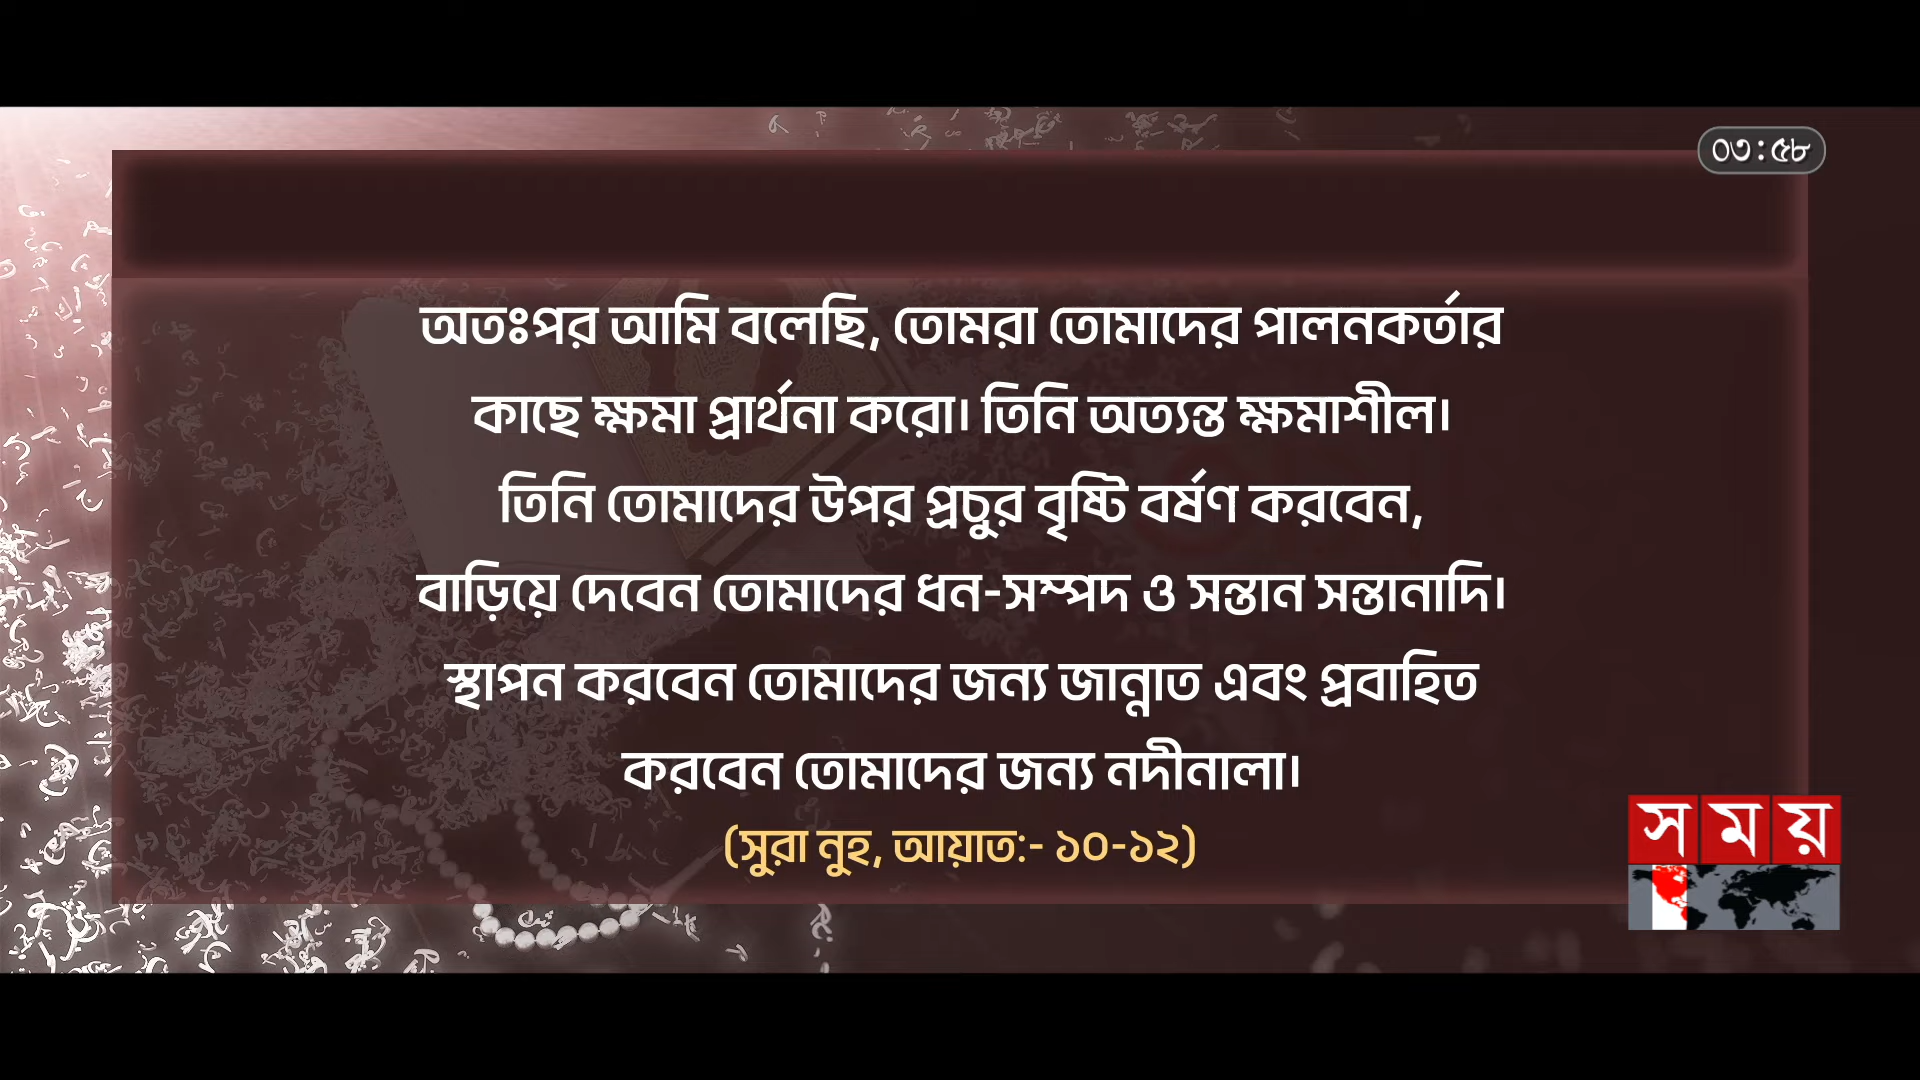 ০৩:৫৮
অতঃপর আমি বলেছি, তোমরা তোমাদের পালনকর্তার
কাছে ক্ষমা প্রার্থনা করো। তিনি অত্যন্ত ক্ষমাশীল।
তিনি তোমাদের উপর প্রচুর বৃষ্টি বর্ষণ করবেন,
বাড়িয়ে দেবেন তোমাদের ধন-সম্পদ ও সন্তান সন্তানাদি।
স্থাপন করবেন তোমাদের জন্য জান্নাত এবং প্রবাহিত
করবেন তোমাদের জন্য নদীনালা।
(সুরা নুহ, আয়াত:- ১০-১২)
সময়